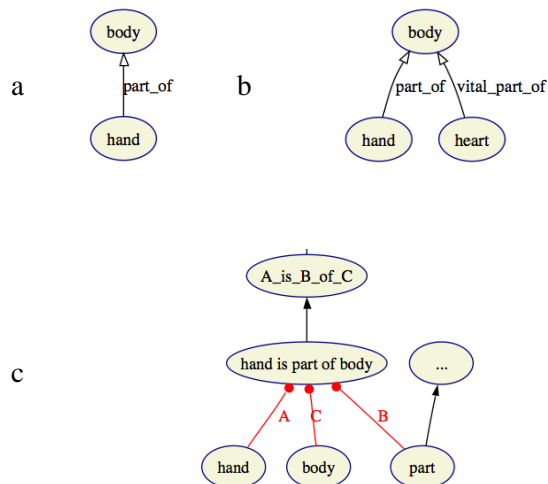 body
body
a
b
part_of
part_of
vital_part_of
hand
hand
heart
A_is_B_of_C
c
hand is part of body
...
A
C
B
hand
body
part